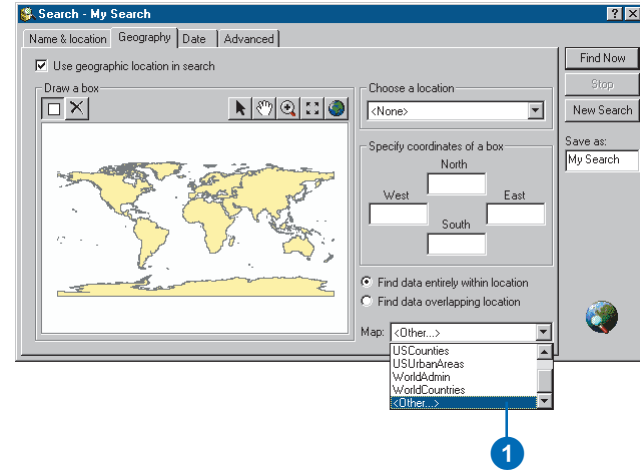 Search - My Search
Name & location Geography Date Advanced
Use geographic location in search
Draw a box
Choose a location
<None>
Specify coordinates of a box
North
West East
South
Find data entirely within location
Find data overlapping location
Map: <Other...>
USCounties
USUrbanAreas
WorldAdmin
WorldCountries
<Other...>
Find Now
Stop
New Search
Save as:
My Search
1